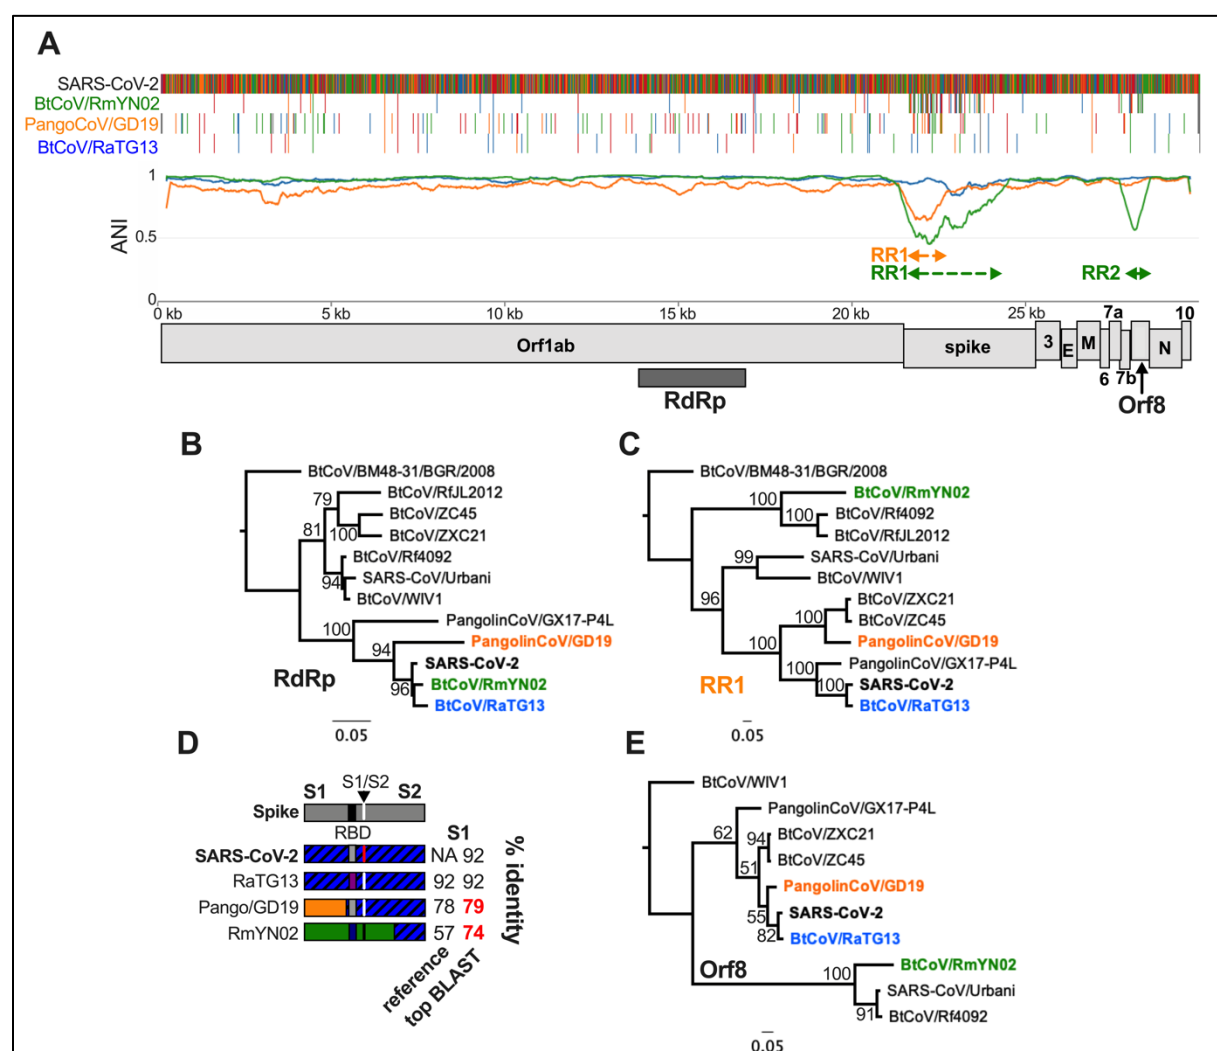 A
SARS-CoV-2
BtCoV/RmYN02
PangoCoV/GD19
BtCoV/RaTG13
1
ANI
0.5
RR1
RR1
RR2
0
0 kb
5 kb
10 kb
15 kb
20 kb
25 kb
7a
10
Orf1ab
spike
3
E
M
6
7b
N
RdRp
Orf8
B
BtCoV/BM48-31/BGR/2008
79
BtCoV/RfJL2012
BtCoV/ZC45
81
100
BtCoV/ZXC21
BtCoV/Rf4092
94
SARS-CoV/Urbani
BtCoV/WIV1
100
PangolinCoV/GX17-P4L
94
PangolinCoV/GD19
SARS-CoV-2
96
BtCoV/RmYN02
BtCoV/RaTG13
RdRp
0.05
C
BtCoV/BM48-31/BGR/2008
100
BtCoV/RmYN02
100
BtCoV/Rf4092
BtCoV/RfJL2012
99
SARS-CoV/Urbani
BtCoV/WIV1
96
BtCoV/ZXC21
100
BtCoV/ZC45
100
PangolinCoV/GD19
100
PangolinCoV/GX17-P4L
100
SARS-CoV-2
BtCoV/RaTG13
RR1
0.05
D
S1/S2
S1
S2
Spike
RBD
S1
SARS-CoV-2
NA 92
RaTG13
92 92
Pango/GD19
78 79
RmYN02
57 74
% identity
reference
top BLAST
E
BtCoV/WIV1
PangolinCoV/GX17-P4L
62
94
BtCoV/ZXC21
BtCoV/ZC45
51
PangolinCoV/GD19
55
SARS-CoV-2
82
BtCoV/RaTG13
Orf8
100
BtCoV/RmYN02
SARS-CoV/Urbani
91
BtCoV/Rf4092
0.05